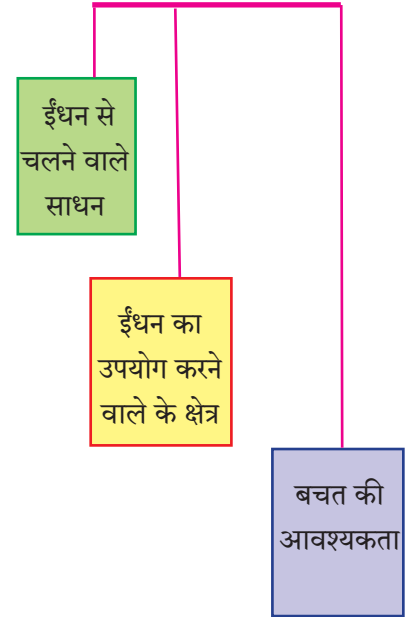 ईंधन से
चलने वाले
साधन
ईंधन का
उपयोग करने
वाले के क्षेत्र
बचत की
आवश्यकता